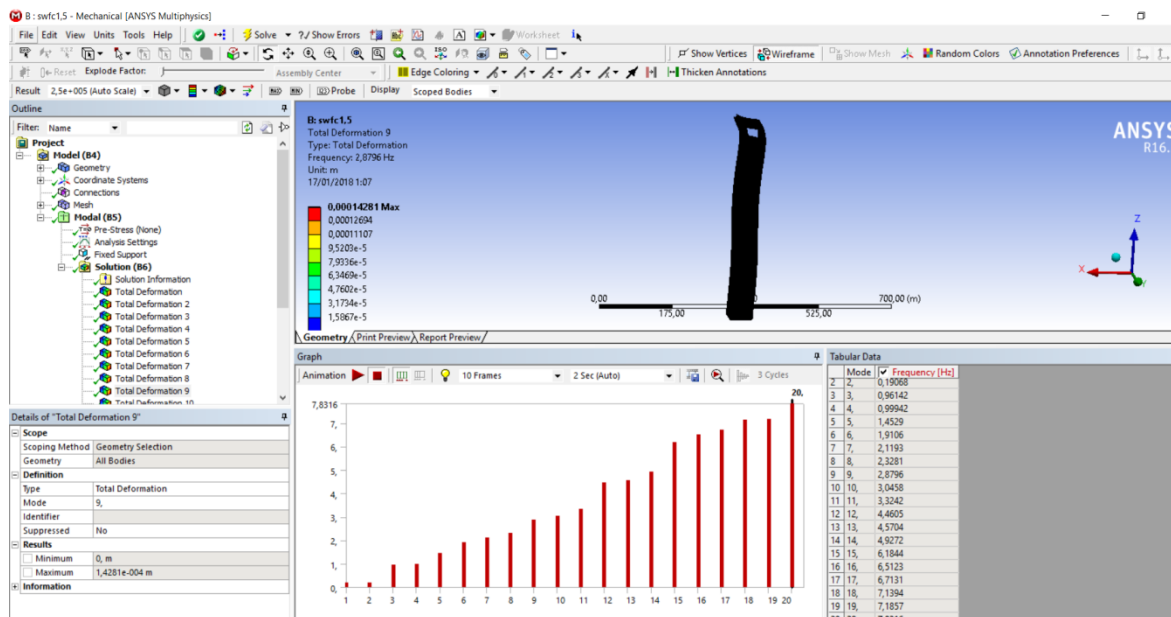 B : swfc1,5 - Mechanical [ANSYS Multiphysics]
File Edit View Units Tools Help Solve ?/ Show Errors Worksheet
Show Vertices Wireframe Show Mesh Random Colors Annotation Preferences
Reset Explode Factor: Assembly Center Edge Coloring Thicken Annotations
Result 2,5e+005 (Auto Scale) Probe Display Scoped Bodies
Outline
Filter: Name
Project
Model (B4)
Geometry
Coordinate Systems
Connections
Mesh
Modal (B5)
Pre-Stress (None)
Analysis Settings
Fixed Support
Solution (B6)
Solution Information
Total Deformation
Total Deformation 2
Total Deformation 3
Total Deformation 4
Total Deformation 5
Total Deformation 6
Total Deformation 7
Total Deformation 8
Total Deformation 9
Total Deformation 10
Details of "Total Deformation 9"
Scope
Scoping Method Geometry Selection
Geometry All Bodies
Definition
Type Total Deformation
Mode 9,
Identifier
Suppressed No
Results
Minimum 0, m
Maximum 1,4281e-004 m
Information
B: swfc1,5
Total Deformation 9
Type: Total Deformation
Frequency: 2,8796 Hz
Unit: m
17/01/2018 1:07
0,00014281 Max
0,00012694
0,00011107
9,5203e-5
7,9336e-5
6,3469e-5
4,7602e-5
3,1734e-5
1,5867e-5
ANSYS
R16.
Z
X
Y
0,00 700,00 (m)
175,00 525,00
Geometry Print Preview Report Preview
Graph
Animation 10 Frames 2 Sec (Auto) 3 Cycles
20,
7,8316
7,
6,
5,
4,
3,
2,
1,
0,
1 2 3 4 5 6 7 8 9 10 11 12 13 14 15 16 17 18 19 20
Tabular Data
Mode Frequency [Hz]
2 2, 0,19068
3 3, 0,96142
4 4, 0,99942
5 5, 1,4529
6 6, 1,9106
7 7, 2,1193
8 8, 2,3281
9 9, 2,8796
10 10, 3,0458
11 11, 3,3242
12 12, 4,4605
13 13, 4,5704
14 14, 4,9272
15 15, 6,1844
16 16, 6,5123
17 17, 6,7131
18 18, 7,1394
19 19, 7,1857